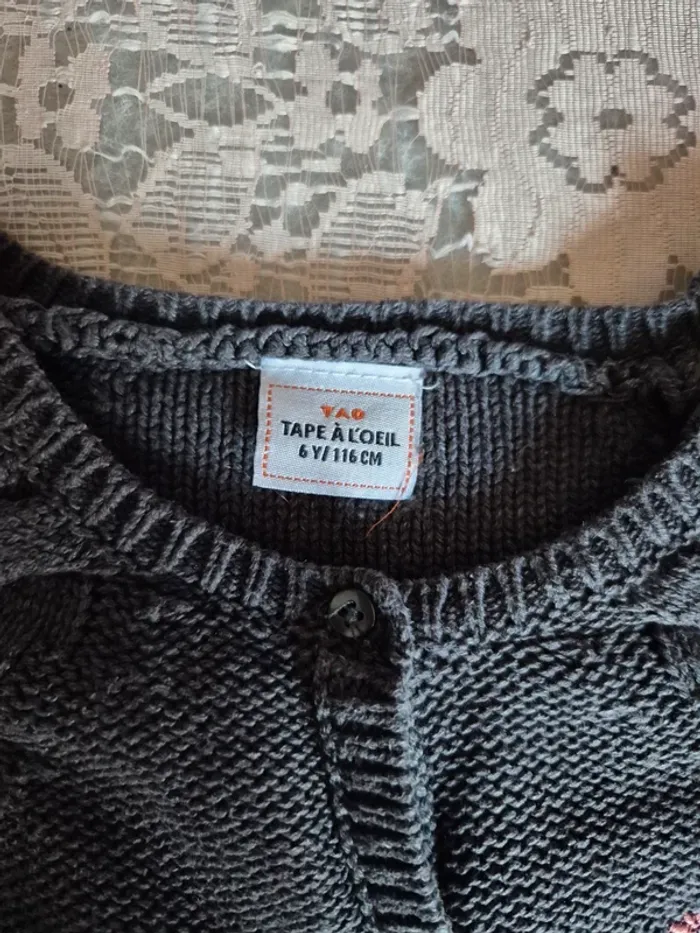 TAO
TAPE À L'OEIL
6 Y/116 CM